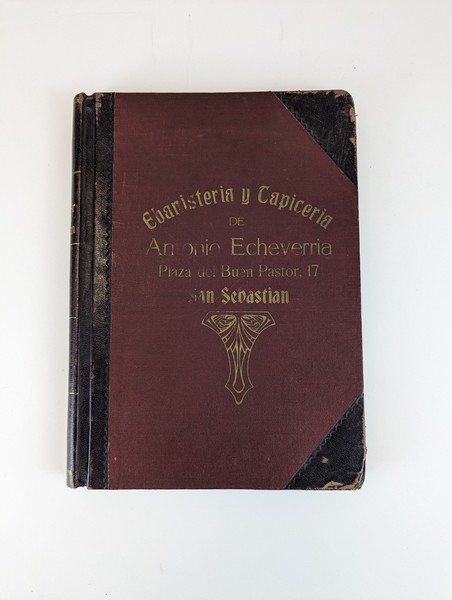 Ebanisteria y Tapiceria
DE
Antonio Echeverria
Plaza del Buen Pastor, 17
San Sebastian